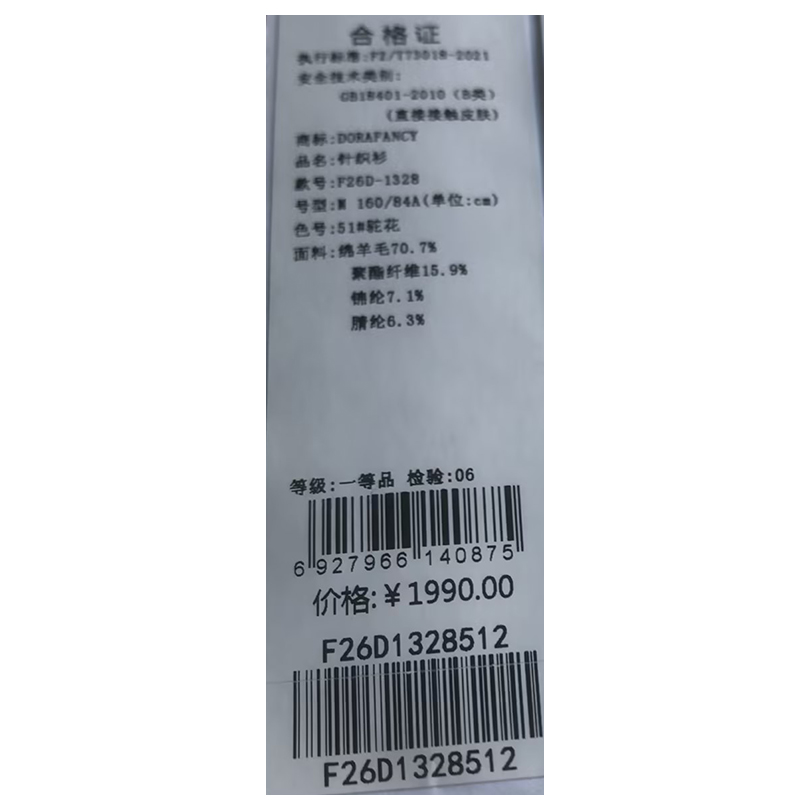 合格证
执行标准:FZ/T73018-2021
安全技术类别:
GB18401-2010（B类）
(直接接触皮肤)
商标:DORAFANCY
品名:针织衫
款号:F26D-1328
号型:M 160/84A(单位:cm)
色号:51#驼花
面料:绵羊毛70.7%
聚酯纤维15.9%
锦纶7.1%
腈纶6.3%
等级:一等品 检验:06
6 927966 140875
价格:¥1990.00
F26D1328512
F26D1328512